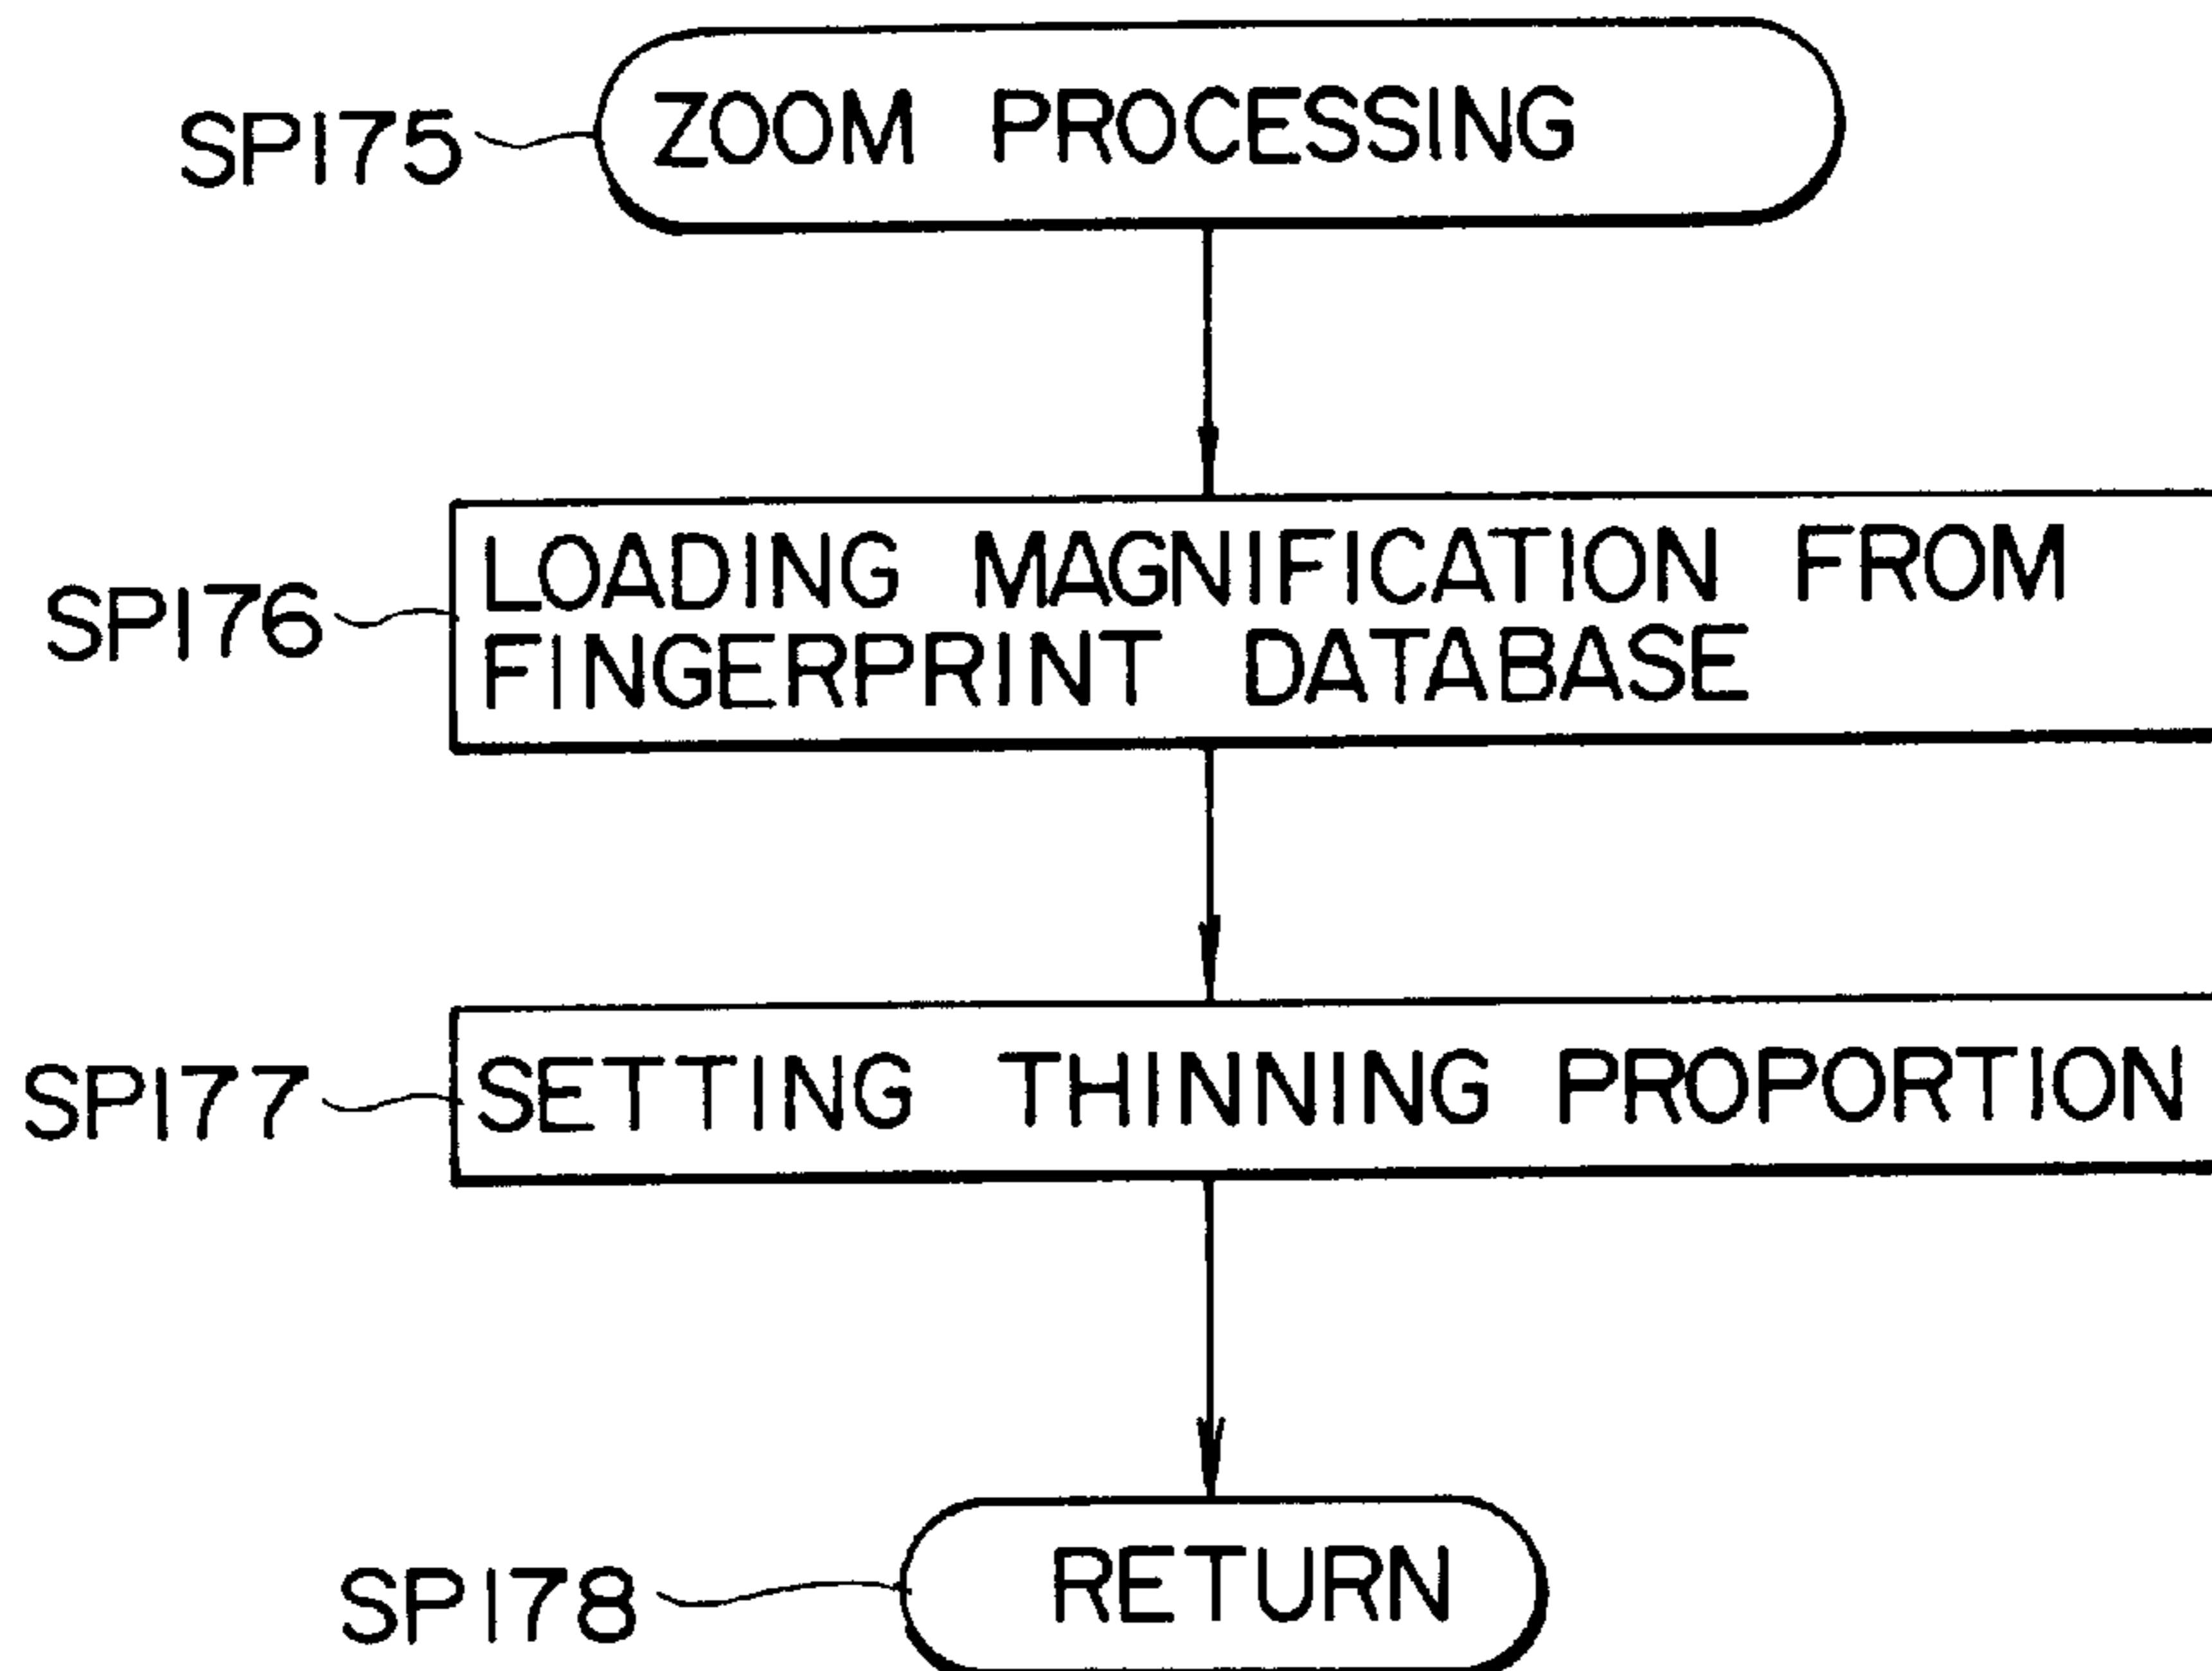 SP175 ZOOM PROCESSING
SP176 LOADING MAGNIFICATION FROM
FINGERPRINT DATABASE
SP177 SETTING THINNING PROPORTION
SP178 RETURN